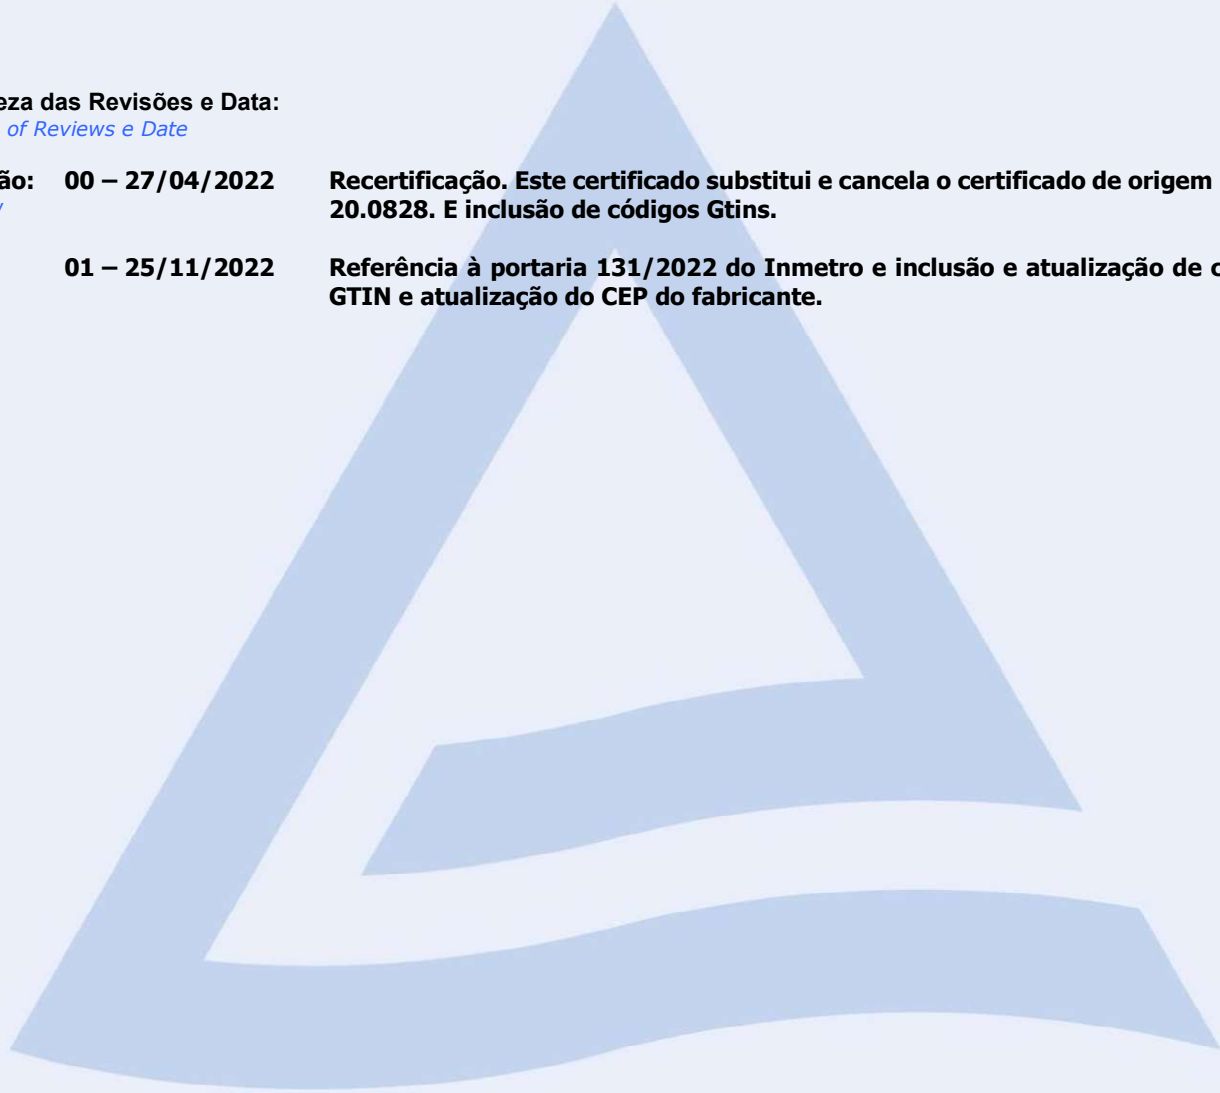 das Revisões e Data:
of Reviews e Date
00 – 27/04/2022 Recertificação. Este certificado substitui e cancela o certificado de origem
20.0828. E inclusão de códigos Gtins.
01 – 25/11/2022 Referência à portaria 131/2022 do Inmetro e inclusão e atualização de
GTIN e atualização do CEP do fabricante.